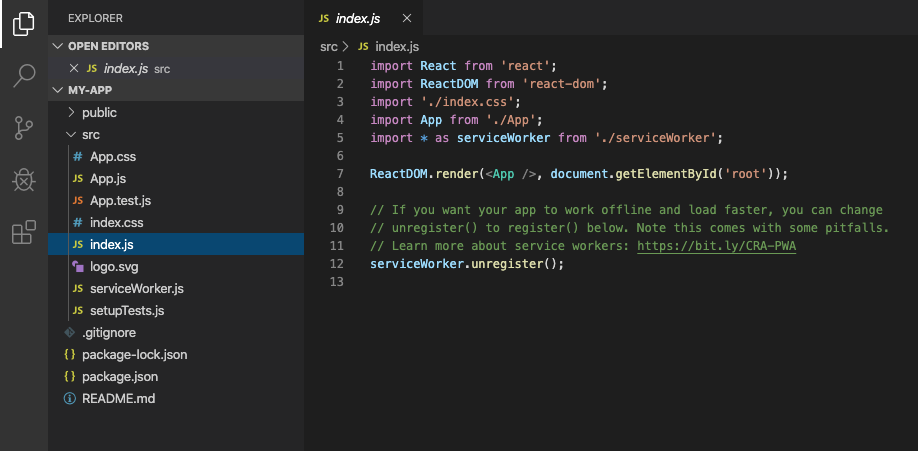 EXPLORER
OPEN EDITORS
JS index.js src
MY-APP
public
src
# App.css
JS App.js
JS App.test.js
# index.css
JS index.js
logo.svg
JS serviceWorker.js
JS setupTests.js
.gitignore
{} package-lock.json
{} package.json
README.md
JS index.js
src > JS index.js
1 import React from 'react';
2 import ReactDOM from 'react-dom';
3 import './index.css';
4 import App from './App';
5 import * as serviceWorker from './serviceWorker';
6
7 ReactDOM.render(<App />, document.getElementById('root'));
8
9 // If you want your app to work offline and load faster, you can change
10 // unregister() to register() below. Note this comes with some pitfalls.
11 // Learn more about service workers: https://bit.ly/CRA-PWA
12 serviceWorker.unregister();
13